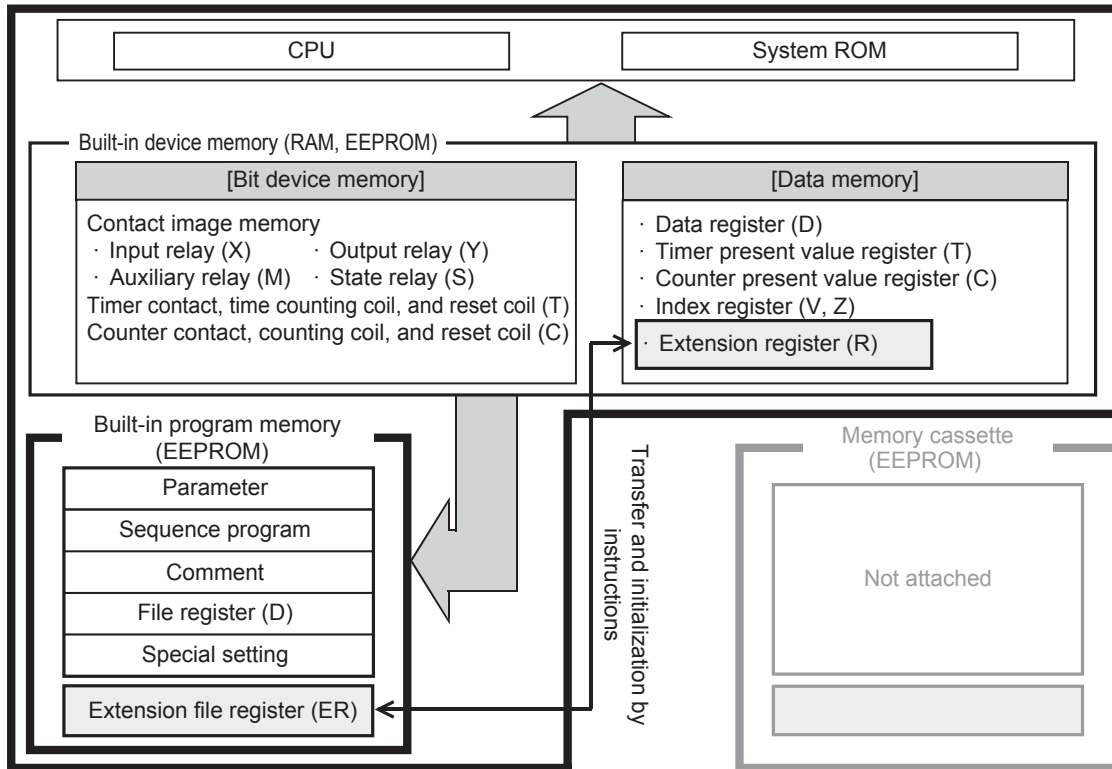 CPU
System ROM
Built-in device memory (RAM, EEPROM)
[Bit device memory]
Contact image memory
· Input relay (X) · Output relay (Y)
· Auxiliary relay (M) · State relay (S)
Timer contact, time counting coil, and reset coil (T)
Counter contact, counting coil, and reset coil (C)
[Data memory]
· Data register (D)
· Timer present value register (T)
· Counter present value register (C)
· Index register (V, Z)
· Extension register (R)
Built-in program memory
(EEPROM)
Parameter
Sequence program
Comment
File register (D)
Special setting
Extension file register (ER)
Transfer and initialization by
instructions
Memory cassette
(EEPROM)
Not attached